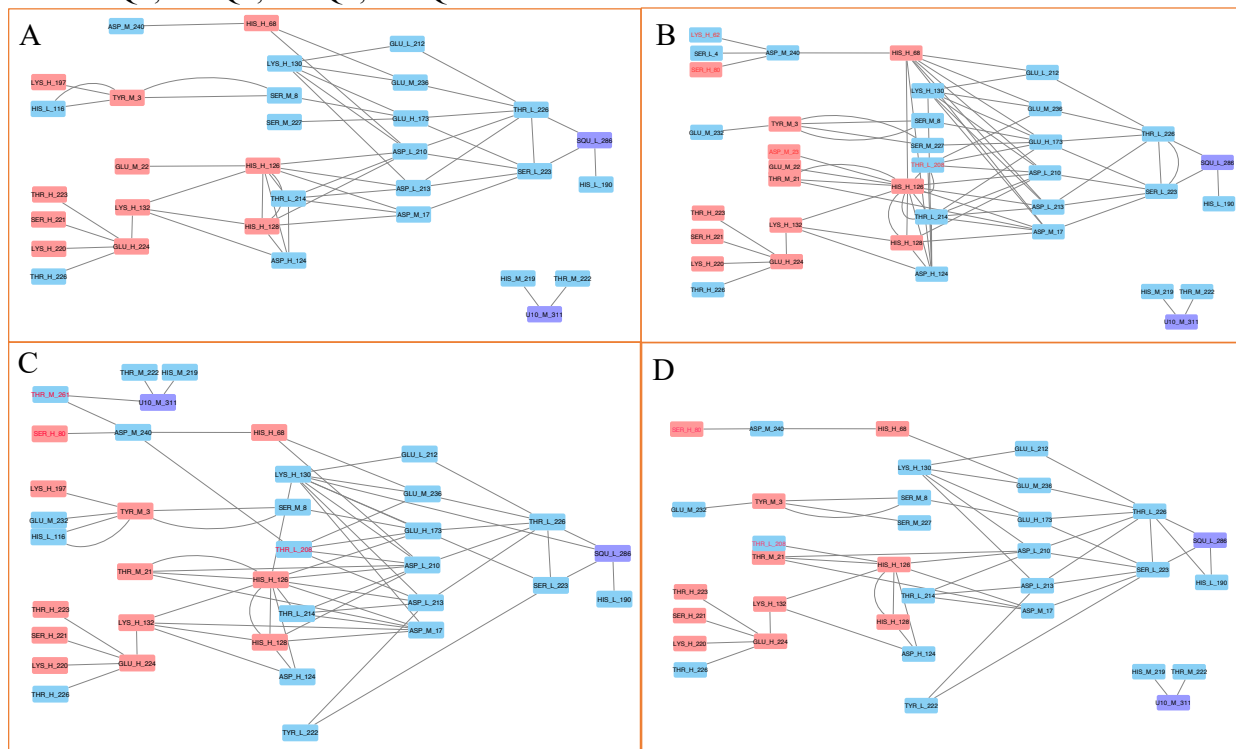 A
ASP_M_240
HIS_H_68
GLU_L_212
LYS_H_130
LYS_H_197
TYR_M_3
HIS_L_116
SER_M_8
GLU_M_236
SER_M_227
GLU_H_173
THR_L_226
SQU_L_286
GLU_M_22
HIS_H_126
ASP_L_210
SER_L_223
HIS_L_190
THR_H_223
LYS_H_132
THR_L_214
ASP_L_213
ASP_M_17
SER_H_221
HIS_H_128
LYS_H_220
GLU_H_224
THR_H_226
ASP_H_124
HIS_M_219
THR_M_222
U10_M_311
B
LYS_H_62
SER_L_4
ASP_M_240
HIS_H_68
SER_H_80
GLU_L_212
LYS_H_130
GLU_M_236
TYR_M_3
SER_M_8
GLU_M_232
SER_M_227
GLU_H_173
THR_L_226
ASP_M_23
GLU_M_22
THR_M_21
THR_L_208
HIS_H_126
ASP_L_210
SQU_L_286
SER_L_223
HIS_L_190
THR_H_223
LYS_H_132
THR_L_214
ASP_L_213
SER_H_221
HIS_H_128
ASP_M_17
LYS_H_220
GLU_H_224
THR_H_226
ASP_H_124
HIS_M_219
THR_M_222
U10_M_311
C
THR_M_222
HIS_M_219
THR_M_261
U10_M_311
SER_H_80
ASP_M_240
HIS_H_68
GLU_L_212
LYS_H_130
LYS_H_197
GLU_M_236
TYR_M_3
SER_M_8
GLU_M_232
HIS_L_116
GLU_H_173
THR_L_226
THR_L_208
SQU_L_286
THR_M_21
HIS_H_126
ASP_L_210
SER_L_223
HIS_L_190
THR_H_223
LYS_H_132
THR_L_214
ASP_L_213
SER_H_221
HIS_H_128
ASP_M_17
LYS_H_220
GLU_H_224
THR_H_226
ASP_H_124
TYR_L_222
D
SER_H_80
ASP_M_240
HIS_H_68
GLU_L_212
LYS_H_130
GLU_M_236
TYR_M_3
SER_M_8
GLU_M_232
SER_M_227
GLU_H_173
THR_L_226
THR_L_208
THR_M_21
HIS_H_126
ASP_L_210
SQU_L_286
SER_L_223
HIS_L_190
THR_H_223
LYS_H_132
THR_L_214
ASP_L_213
SER_H_221
HIS_H_128
ASP_M_17
LYS_H_220
GLU_H_224
THR_H_226
ASP_H_124
TYR_L_222
HIS_M_219
THR_M_222
U10_M_311